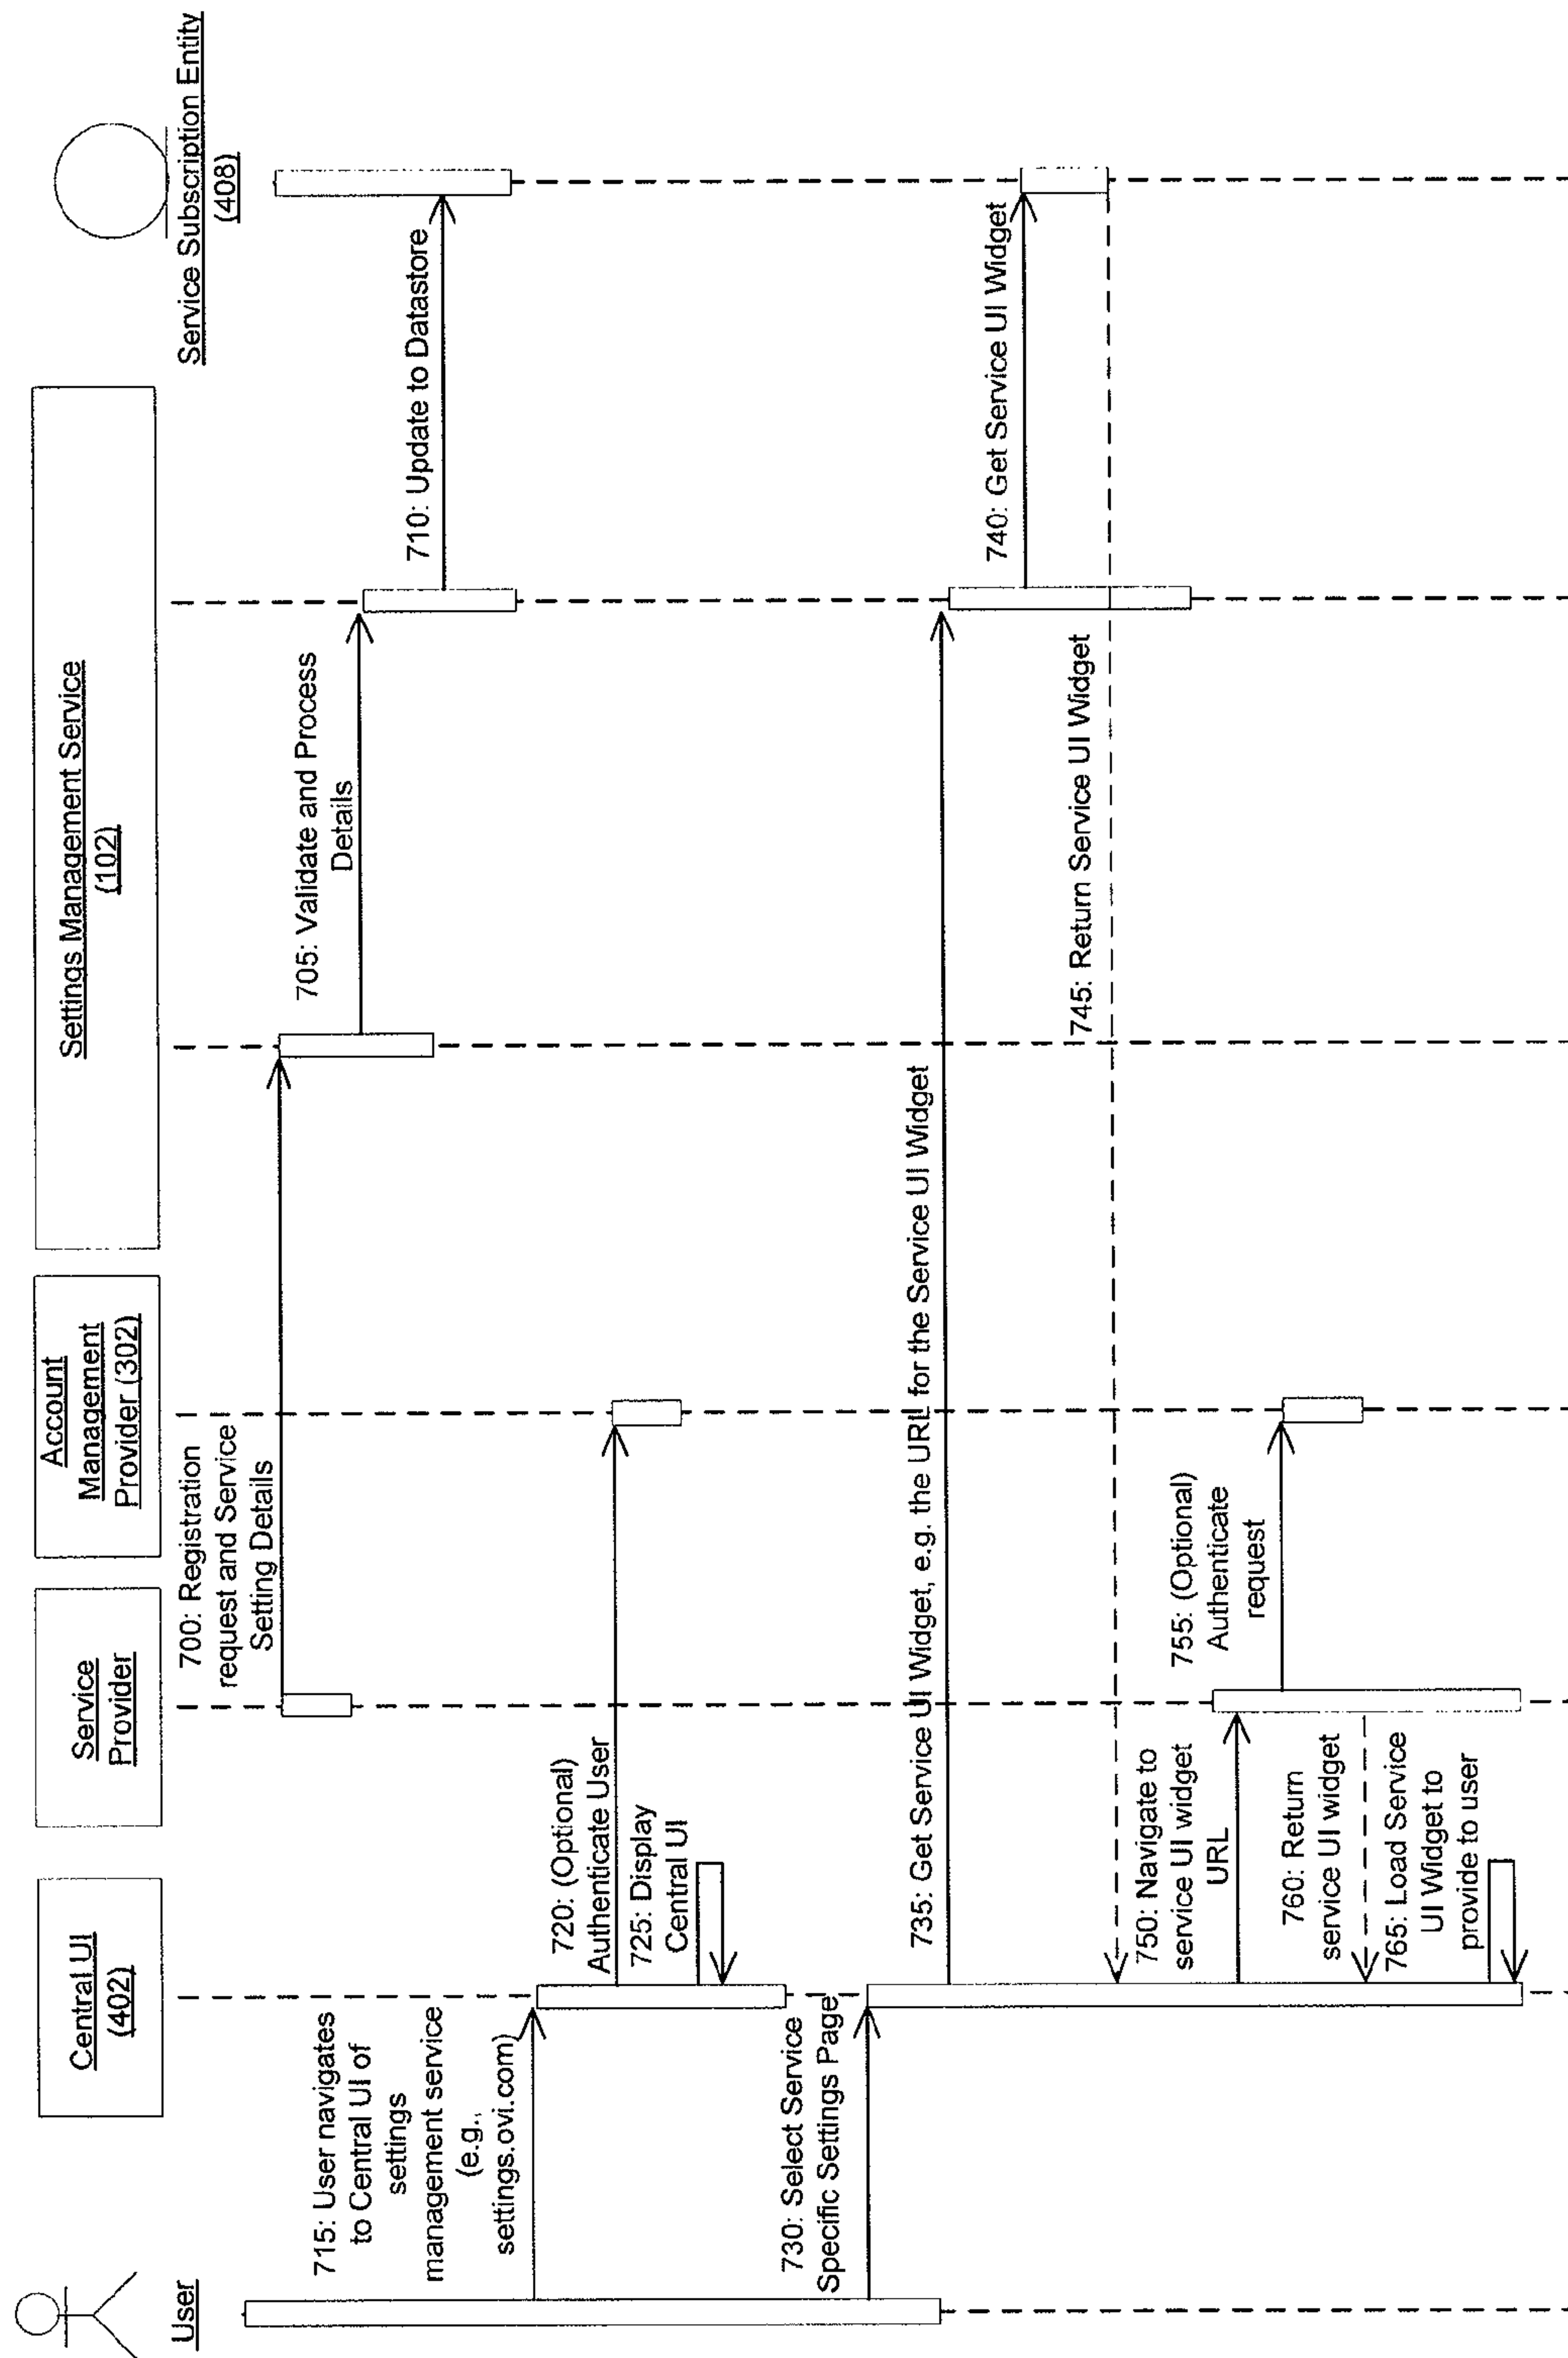 User
Central UI
(402)
Service
Provider
Account
Management
Provider (302)
Settings Management Service
(102)
Service Subscription Entity
(408)
700: Registration
request and Service
Setting Details
705: Validate and Process
Details
710: Update to Datastore
715: User navigates
to Central UI of
settings
management service
(e.g.,
settings.ovi.com)
720: (Optional)
Authenticate User
725: Display
Central UI
730: Select Service
Specific Settings Page
735: Get Service UI Widget, e.g. the URL for the Service UI Widget
740: Get Service UI Widget
745: Return Service UI Widget
750: Navigate to
service UI widget
URL
755: (Optional)
Authenticate
request
760: Return
service UI widget
765: Load Service
UI Widget to
provide to user